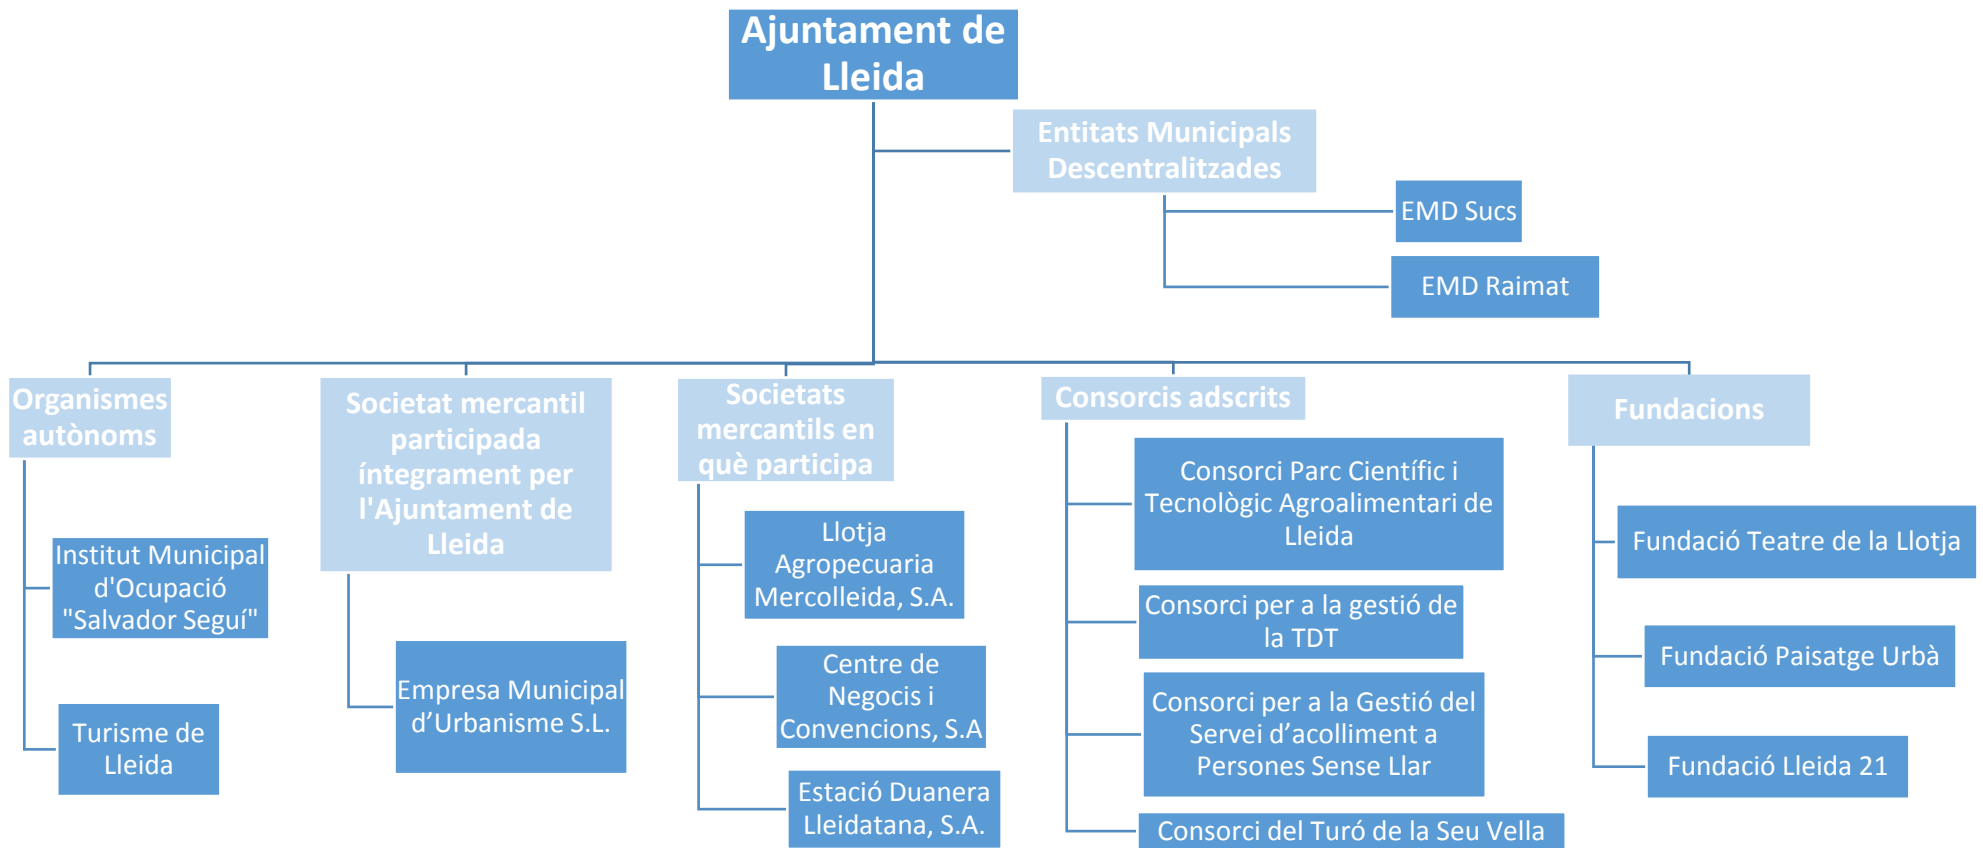 Ajuntament de
Lleida
Entitats Municipals
Descentralitzades
EMD Sucs
EMD Raimat
Organismes
autònoms
Institut Municipal
d'Ocupació
"Salvador Seguí"
Turisme de
Lleida
Societat mercantil
participada
íntegrament per
l'Ajuntament de
Lleida
Empresa Municipal
d’Urbanisme S.L.
Societats
mercantils en
què participa
Llotja
Agropecuaria
Mercolleida, S.A.
Centre de
Negocis i
Convencions, S.A
Estació Duanera
Lleidatana, S.A.
Consorcis adscrits
Consorci Parc Científic i
Tecnològic Agroalimentari de
Lleida
Consorci per a la gestió de
la TDT
Consorci per a la Gestió del
Servei d’acolliment a
Persones Sense Llar
Consorci del Turó de la Seu Vella
Fundacions
Fundació Teatre de la Llotja
Fundació Paisatge Urbà
Fundació Lleida 21